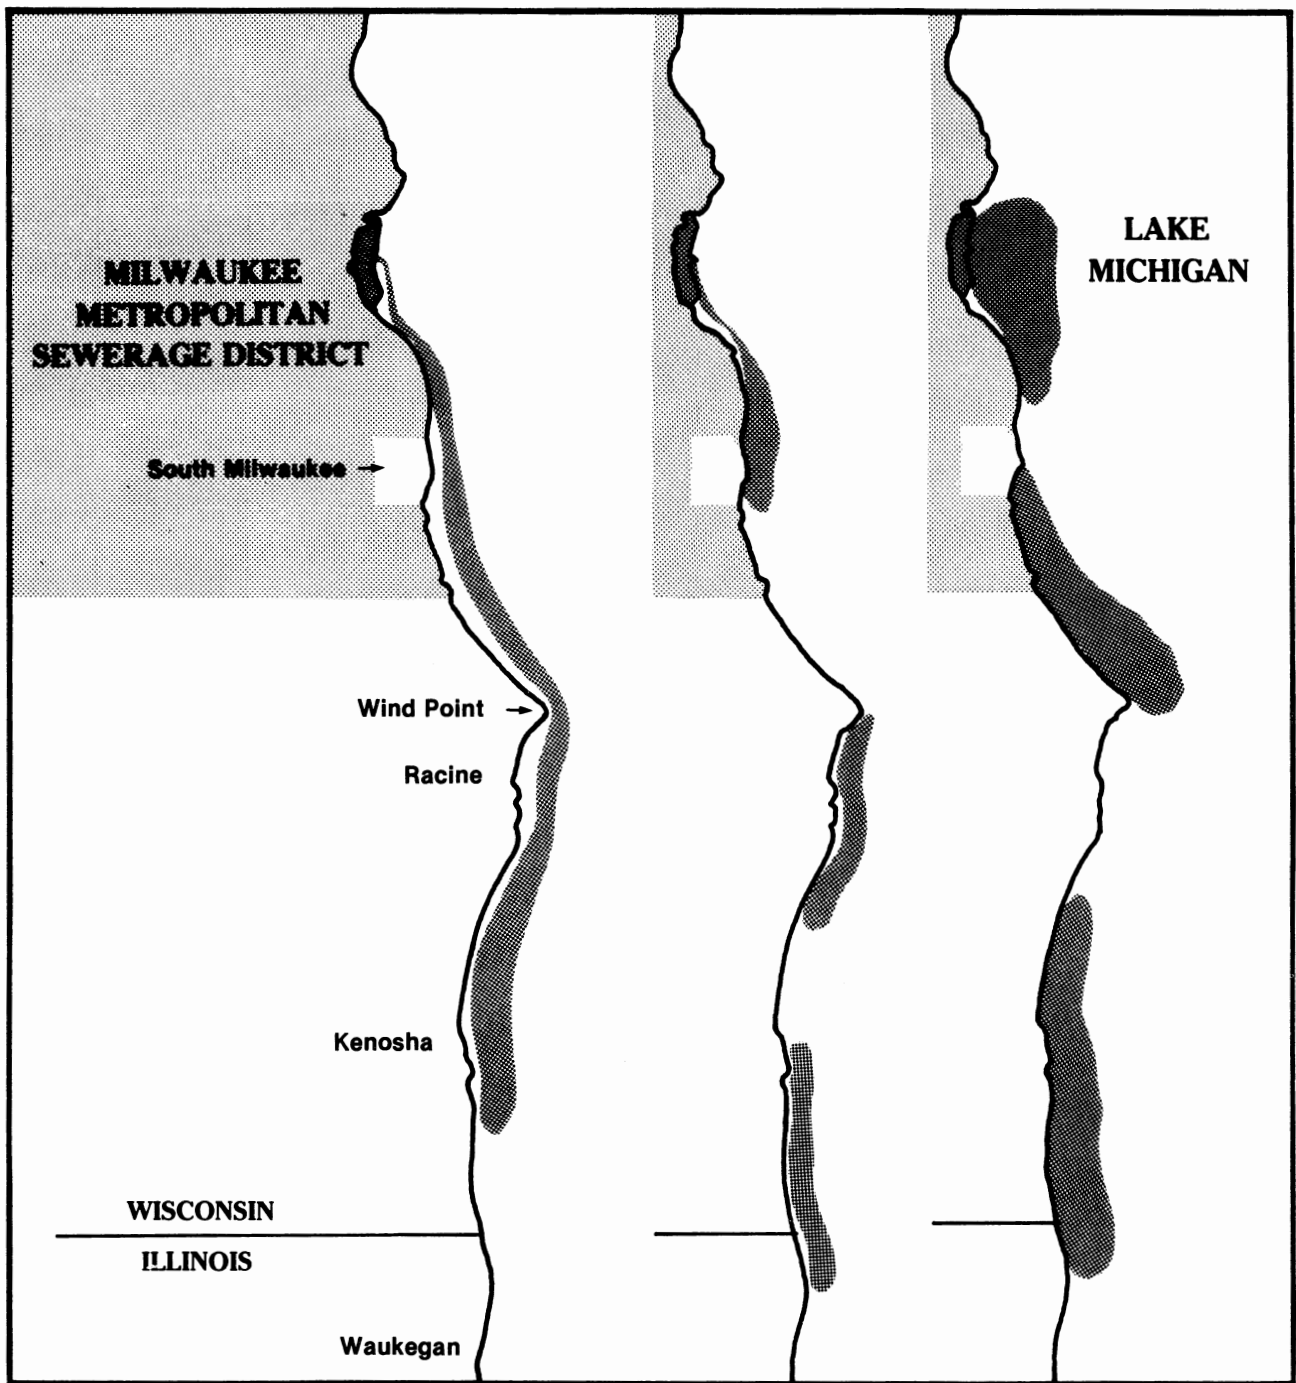 LAKE
MICHIGAN
MILWAUKEE
METROPOLITAN
SEWERAGE DISTRICT
South Milwaukee
Wind Point
Racine
Kenosha
WISCONSIN
ILLINOIS
Waukegan